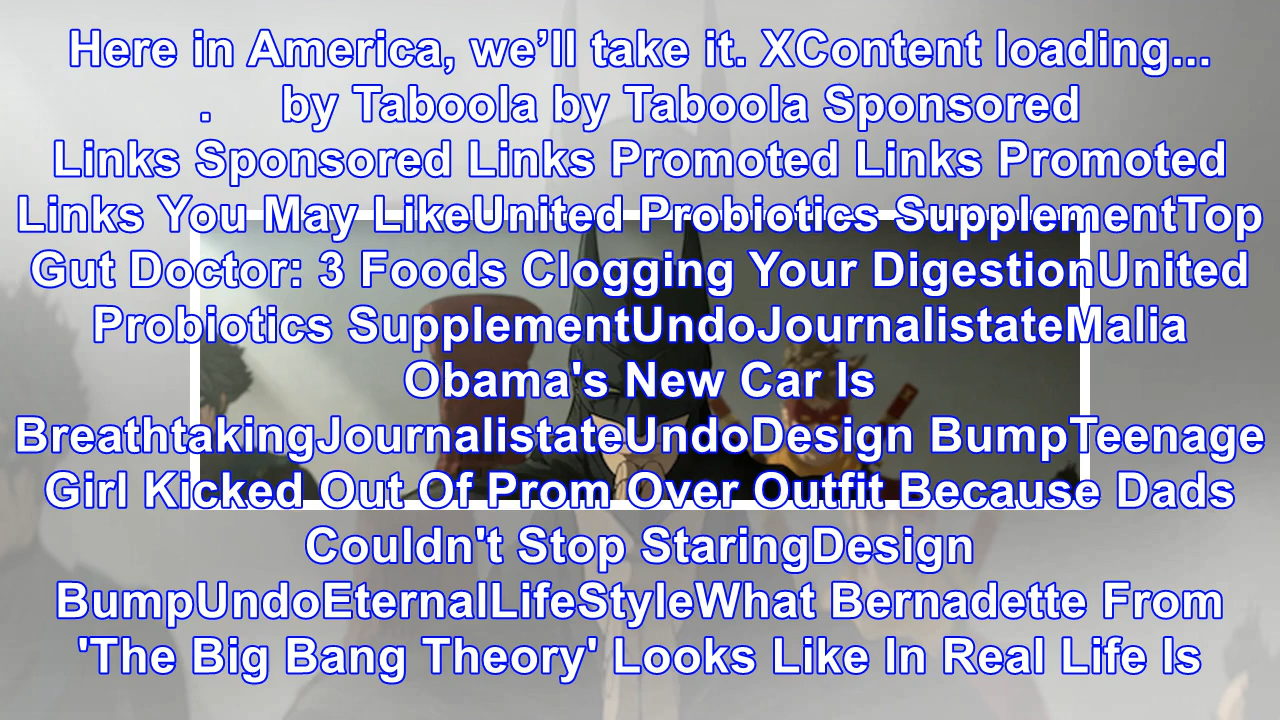 Here in America, we’ll take it. XContent loading...
. by Taboola by Taboola Sponsored
Links Sponsored Links Promoted Links Promoted
Links You May LikeUnited Probiotics SupplementTop
Gut Doctor: 3 Foods Clogging Your DigestionUnited
Probiotics SupplementUndoJournalistateMalia
Obama's New Car Is
BreathtakingJournalistateUndoDesign BumpTeenage
Girl Kicked Out Of Prom Over Outfit Because Dads
Couldn't Stop StaringDesign
BumpUndoEternalLifeStyleWhat Bernadette From
'The Big Bang Theory' Looks Like In Real Life Is